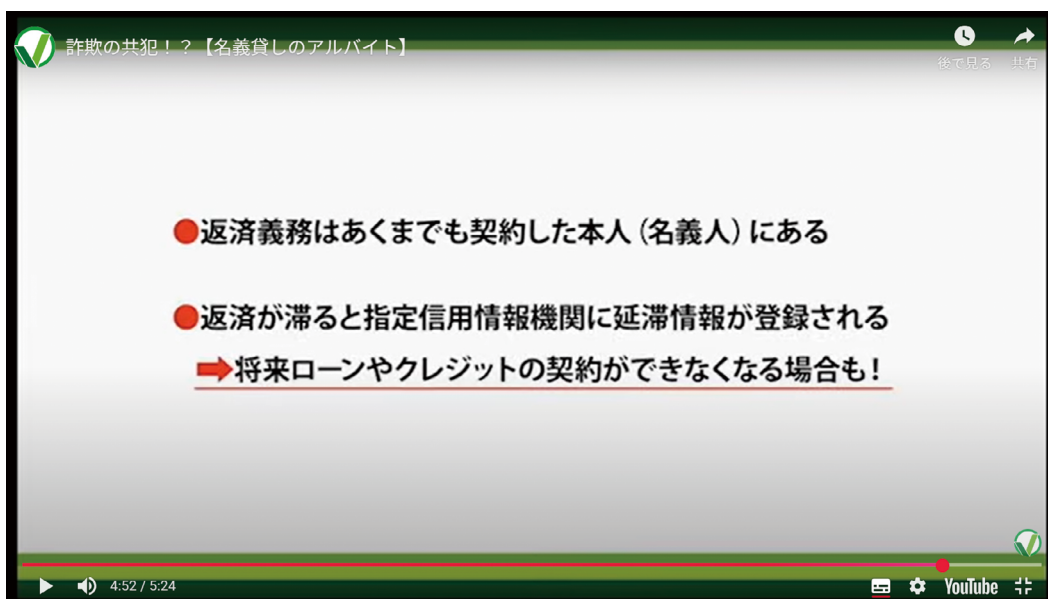 詐欺の共犯！？【名義貸しのアルバイト】
後で見る
共有
●返済義務はあくまでも契約した本人（名義人）にある
●返済が滞ると指定信用情報機関に延滞情報が登録される
➡将来ローンやクレジットの契約ができなくなる場合も！
4:52 / 5:24
YouTube